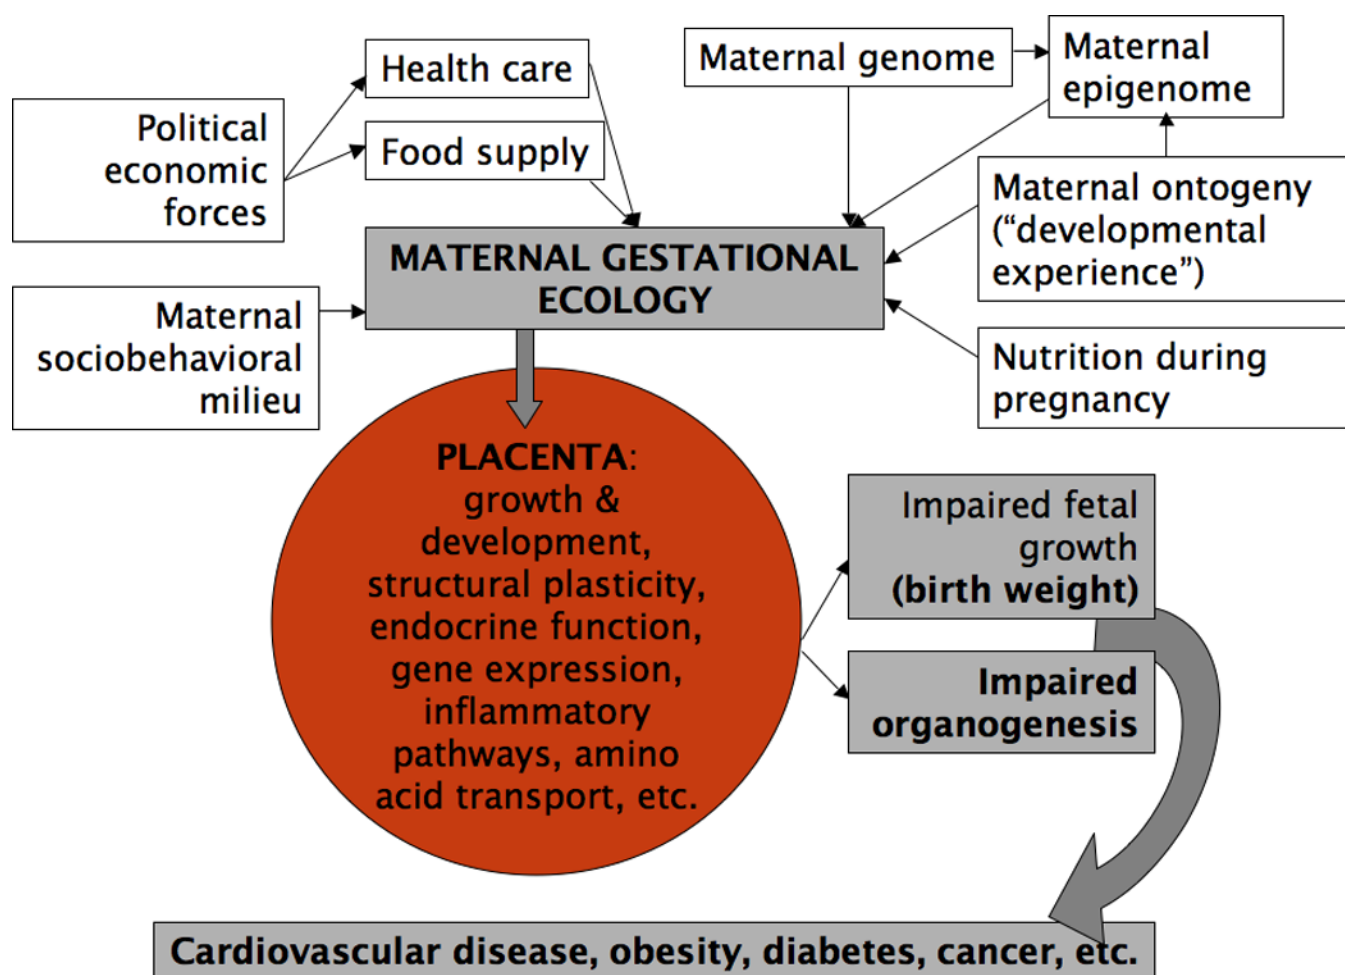 Political
economic
forces
Health care
Food supply
Maternal genome
Maternal
epigenome
Maternal ontogeny
(“developmental
experience”)
MATERNAL GESTATIONAL
ECOLOGY
Maternal
sociobehavioral
milieu
Nutrition during
pregnancy
PLACENTA:
growth &
development,
structural plasticity,
endocrine function,
gene expression,
inflammatory
pathways, amino
acid transport, etc.
Impaired fetal
growth
(birth weight)
Impaired
organogenesis
Cardiovascular disease, obesity, diabetes, cancer, etc.